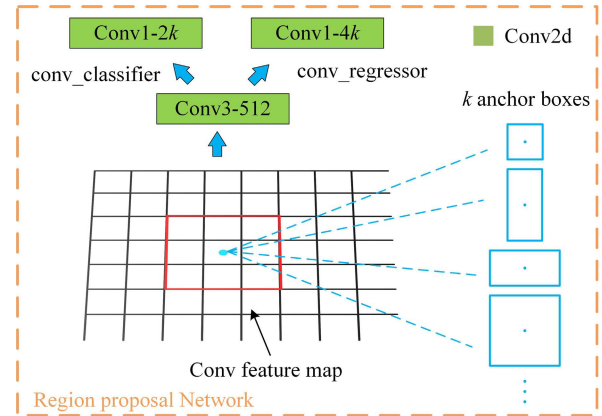 Conv1-2k
Conv1-4k
Conv2d
conv_classifier
conv_regressor
Conv3-512
k anchor boxes
Conv feature map
Region proposal Network